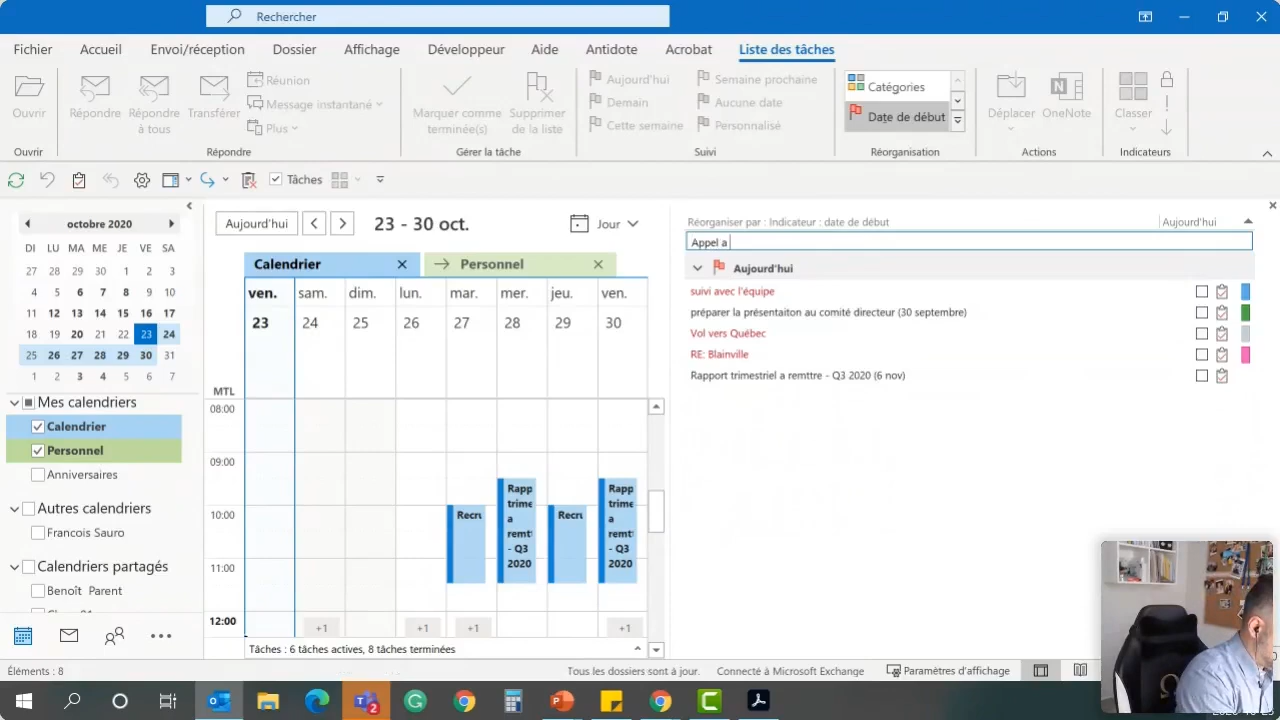 Rechercher
Fichier Accueil Envoi/réception Dossier Affichage Développeur Aide Antidote Acrobat Liste des tâches
Ouvrir
Répondre
Répondre à tous
Transférer
Réunion
Message instantané
Plus
Marquer comme terminée(s)
Supprimer de la liste
Aujourd'hui
Demain
Cette semaine
Semaine prochaine
Aucune date
Personnalisé
Catégories
Date de début
Déplacer
OneNote
Classer
Ouvrir Répondre Gérer la tâche Suivi Réorganisation Actions Indicateurs
Tâches
octobre 2020
DI LU MA ME JE VE SA
27 28 29 30 1 2 3
4 5 6 7 8 9 10
11 12 13 14 15 16 17
18 19 20 21 22 23 24
25 26 27 28 29 30 31
1 2 3 4 5 6 7
Mes calendriers
Calendrier
Personnel
Anniversaires
Autres calendriers
Francois Sauro
Calendriers partagés
Benoît Parent
Aujourd'hui 23 - 30 oct. Jour
Calendrier Personnel
ven. sam. dim. lun. mar. mer. jeu. ven.
23 24 25 26 27 28 29 30
MTL
08:00
09:00
10:00
11:00
12:00
Recru
Rapp
trime
a
remtt
- Q3
2020
Recru
Rapp
trime
a
remtt
- Q3
2020
+1 +1 +1 +1
Tâches : 6 tâches actives, 8 tâches terminées
Réorganiser par : Indicateur : date de début Aujourd'hui
Appel a
Aujourd'hui
suivi avec l'équipe
préparer la présentaiton au comité directeur (30 septembre)
Vol vers Québec
RE: Blainville
Rapport trimestriel a remttre - Q3 2020 (6 nov)
Éléments : 8 Tous les dossiers sont à jour. Connecté à Microsoft Exchange Paramètres d'affichage
2